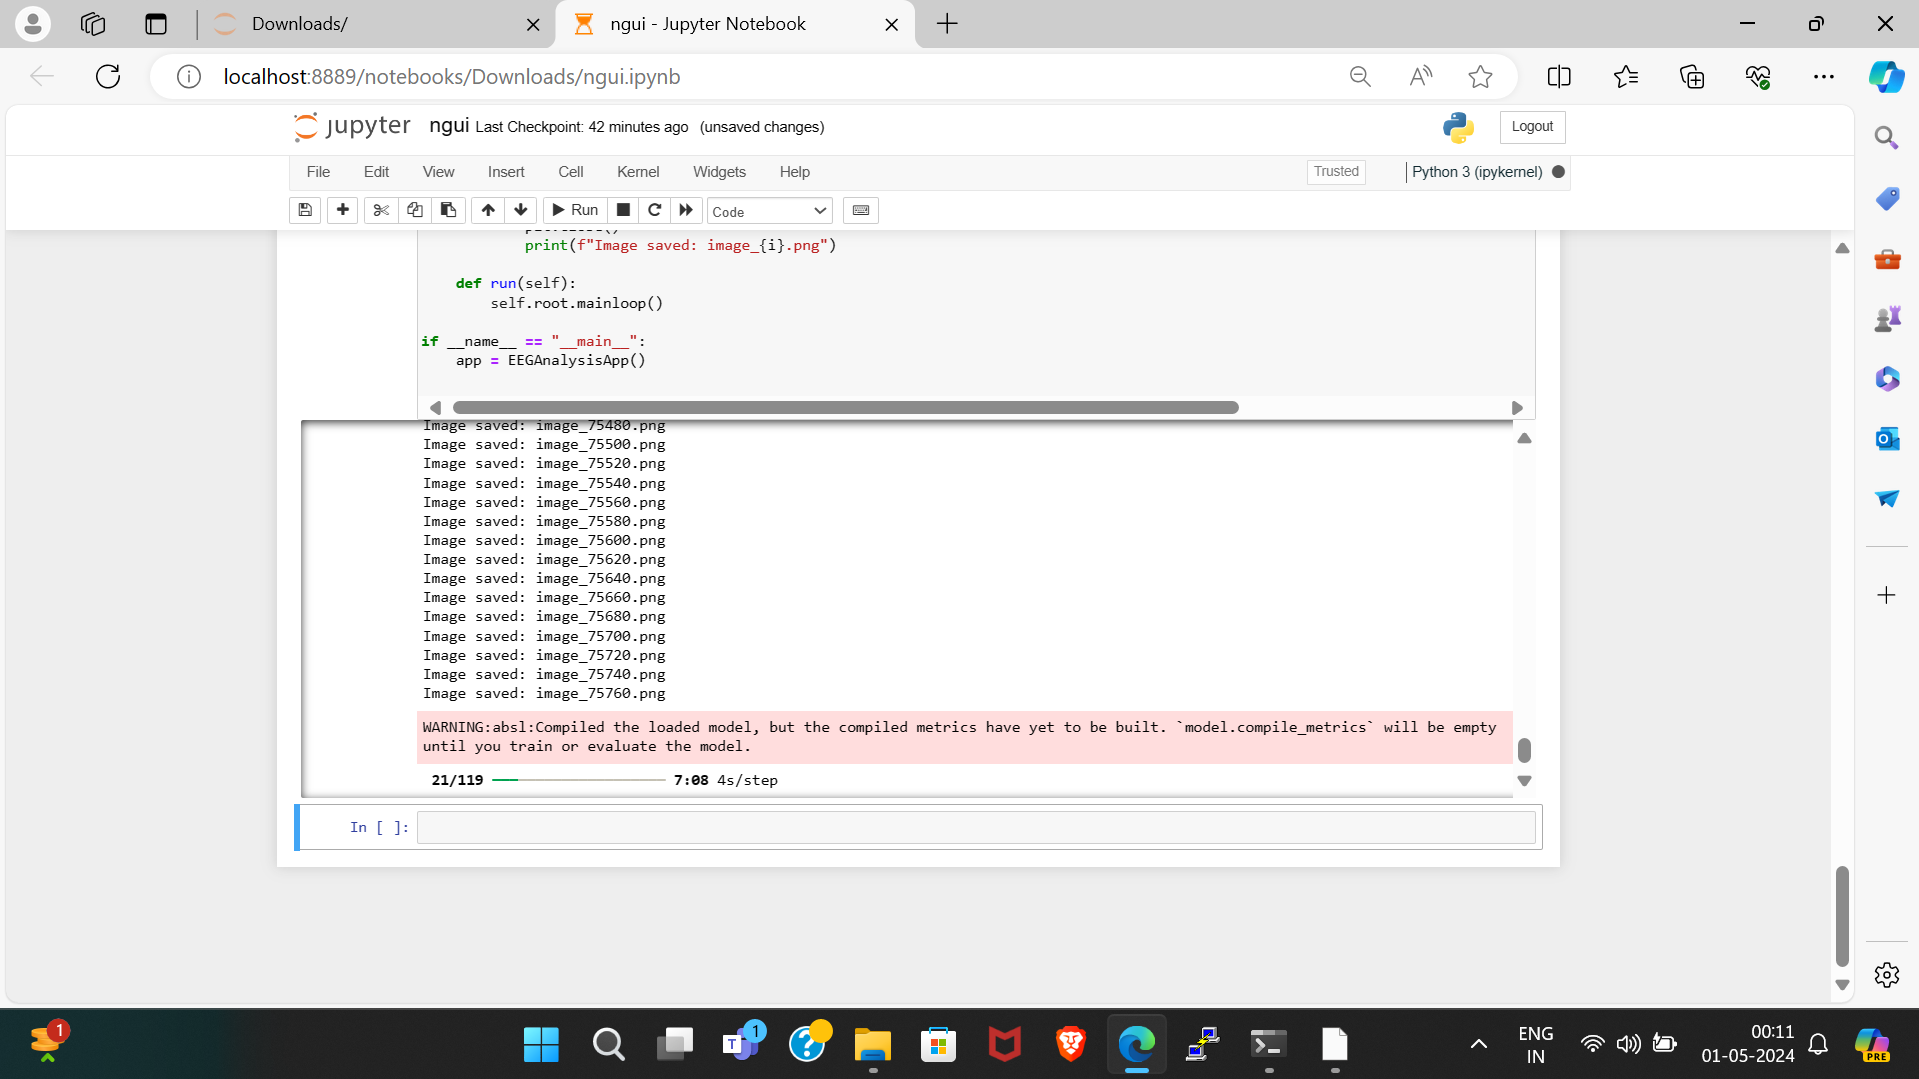 Downloads/
ngui - Jupyter Notebook
localhost:8889/notebooks/Downloads/ngui.ipynb
jupyter ngui Last Checkpoint: 42 minutes ago (unsaved changes)
Logout
File Edit View Insert Cell Kernel Widgets Help
Trusted
Python 3 (ipykernel)
Run
Code
print(f"Image saved: image_{i}.png")
def run(self):
self.root.mainloop()
if __name__ == "__main__":
app = EEGAnalysisApp()
Image saved: image_75480.png
Image saved: image_75500.png
Image saved: image_75520.png
Image saved: image_75540.png
Image saved: image_75560.png
Image saved: image_75580.png
Image saved: image_75600.png
Image saved: image_75620.png
Image saved: image_75640.png
Image saved: image_75660.png
Image saved: image_75680.png
Image saved: image_75700.png
Image saved: image_75720.png
Image saved: image_75740.png
Image saved: image_75760.png
WARNING:absl:Compiled the loaded model, but the compiled metrics have yet to be built. `model.compile_metrics` will be empty
until you train or evaluate the model.
21/119 7:08 4s/step
In [ ]:
1
1
ENG
IN
00:11
01-05-2024
PRE